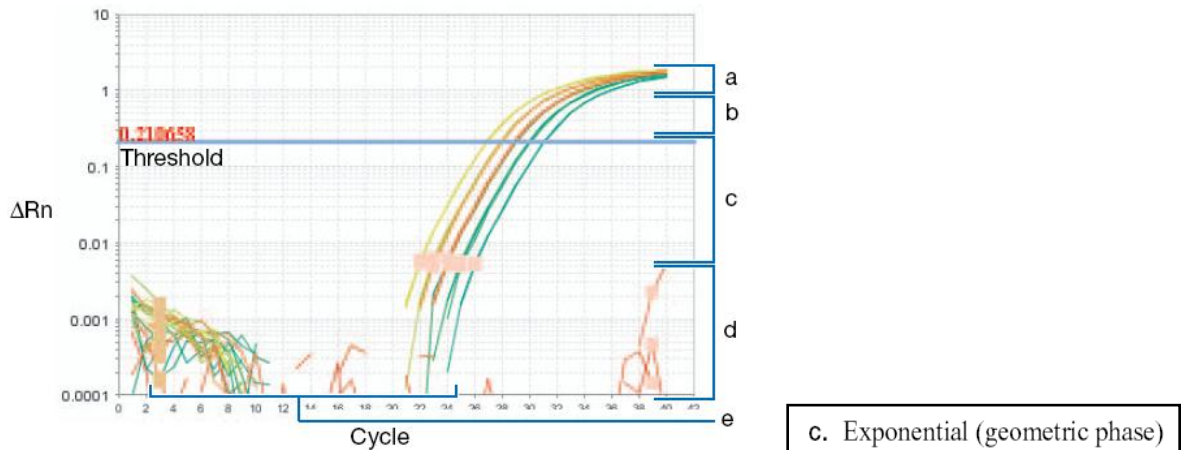 10
a
1
b
0.210658
Threshold
0.1
c
ΔRn
0.01
0.001
d
0.0001
0 2 4 6 8 10 12 14 16 18 20 22 24 26 28 30 32 34 36 38 40 42
e
Cycle
c. Exponential (geometric phase)